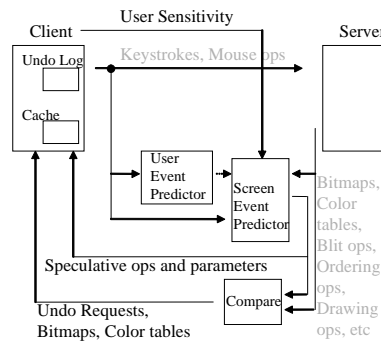 User Sensitivity
Client
Server
Undo Log
Keystrokes, Mouse ops
Cache
User
Event
Predictor
Screen
Event
Predictor
Bitmaps,
Color
tables,
Blit ops,
Ordering
ops,
Drawing
ops, etc
Speculative ops and parameters
Compare
Undo Requests,
Bitmaps, Color tables